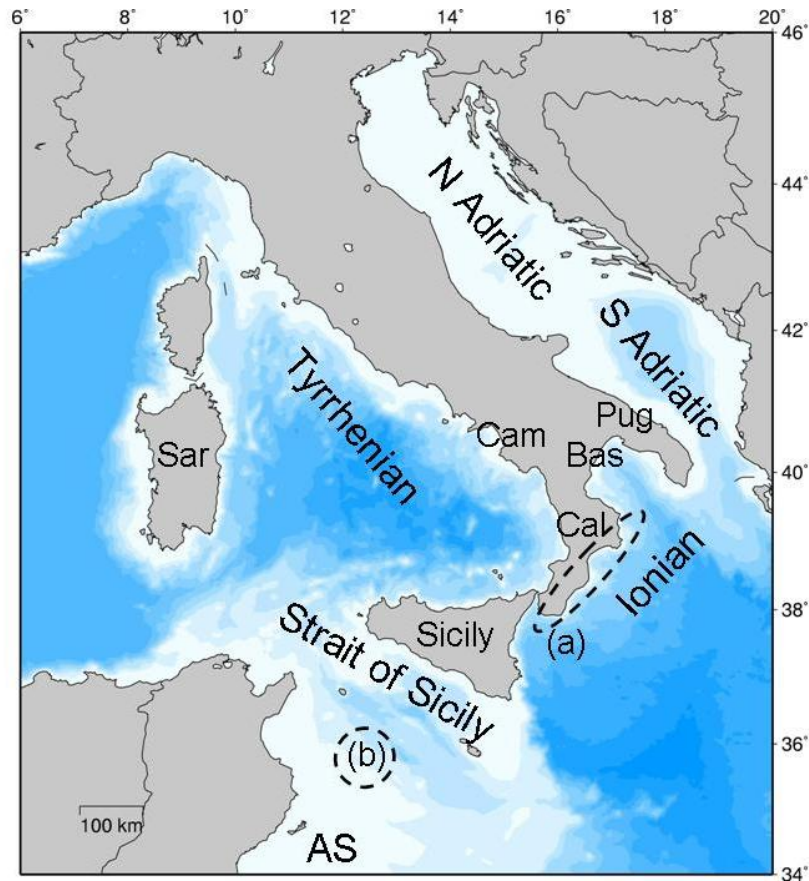 6° 8° 10° 12° 14° 16° 18° 20°
46°
44°
42°
40°
38°
36°
34°
N Adriatic
S Adriatic
Tyrrhenian
Pug
Cam
Bas
Sar
Cal
Ionian
(a)
Sicily
Strait of Sicily
(b)
100 km
AS